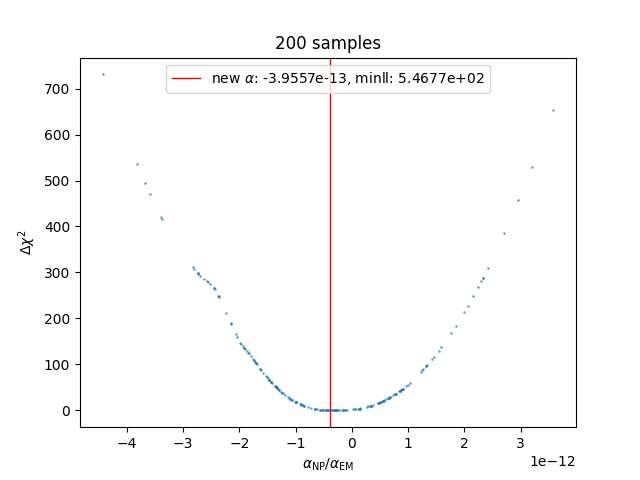 200 samples
new α: -3.9557e-13, minll: 5.4677e+02
Δχ²
700
600
500
400
300
200
100
0
−4 −3 −2 −1 0 1 2 3
1e−12
α_NP/α_EM